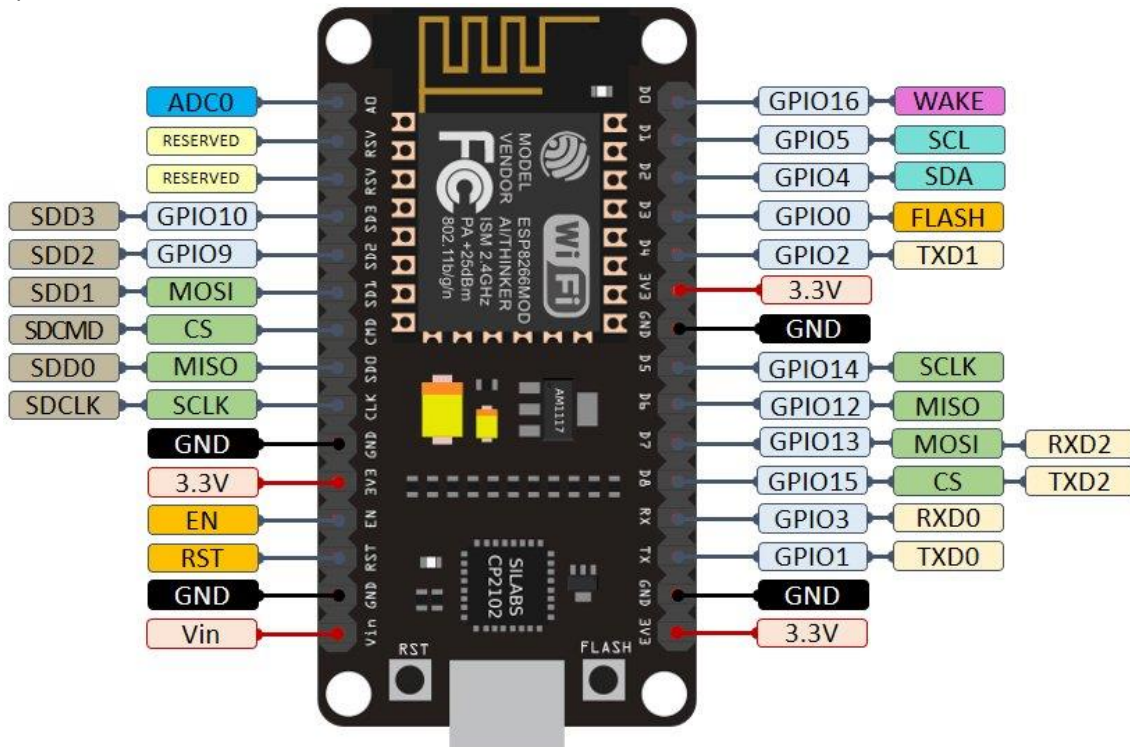 ADC0
RESERVED
RESERVED
SDD3 GPIO10
SDD2 GPIO9
SDD1 MOSI
SDCMD CS
SDD0 MISO
SDCLK SCLK
GND
3.3V
EN
RST
GND
Vin
A0
RSV
RSV
SD3
SD2
SD1
CMD
SD0
CLK
GND
3V3
EN
RST
GND
Vin
MODEL
VENDOR
FC
ESP8266MOD
AI/THINKER
ISM 2.4GHz
PA +25dBm
802.11b/g/n
WiFi
AM1117
SILABS
CP2102
RST
FLASH
D0
D1
D2
D3
D4
3V3
GND
D5
D6
D7
D8
RX
TX
GND
3V3
GPIO16 WAKE
GPIO5 SCL
GPIO4 SDA
GPIO0 FLASH
GPIO2 TXD1
3.3V
GND
GPIO14 SCLK
GPIO12 MISO
GPIO13 MOSI RXD2
GPIO15 CS TXD2
GPIO3 RXD0
GPIO1 TXD0
GND
3.3V